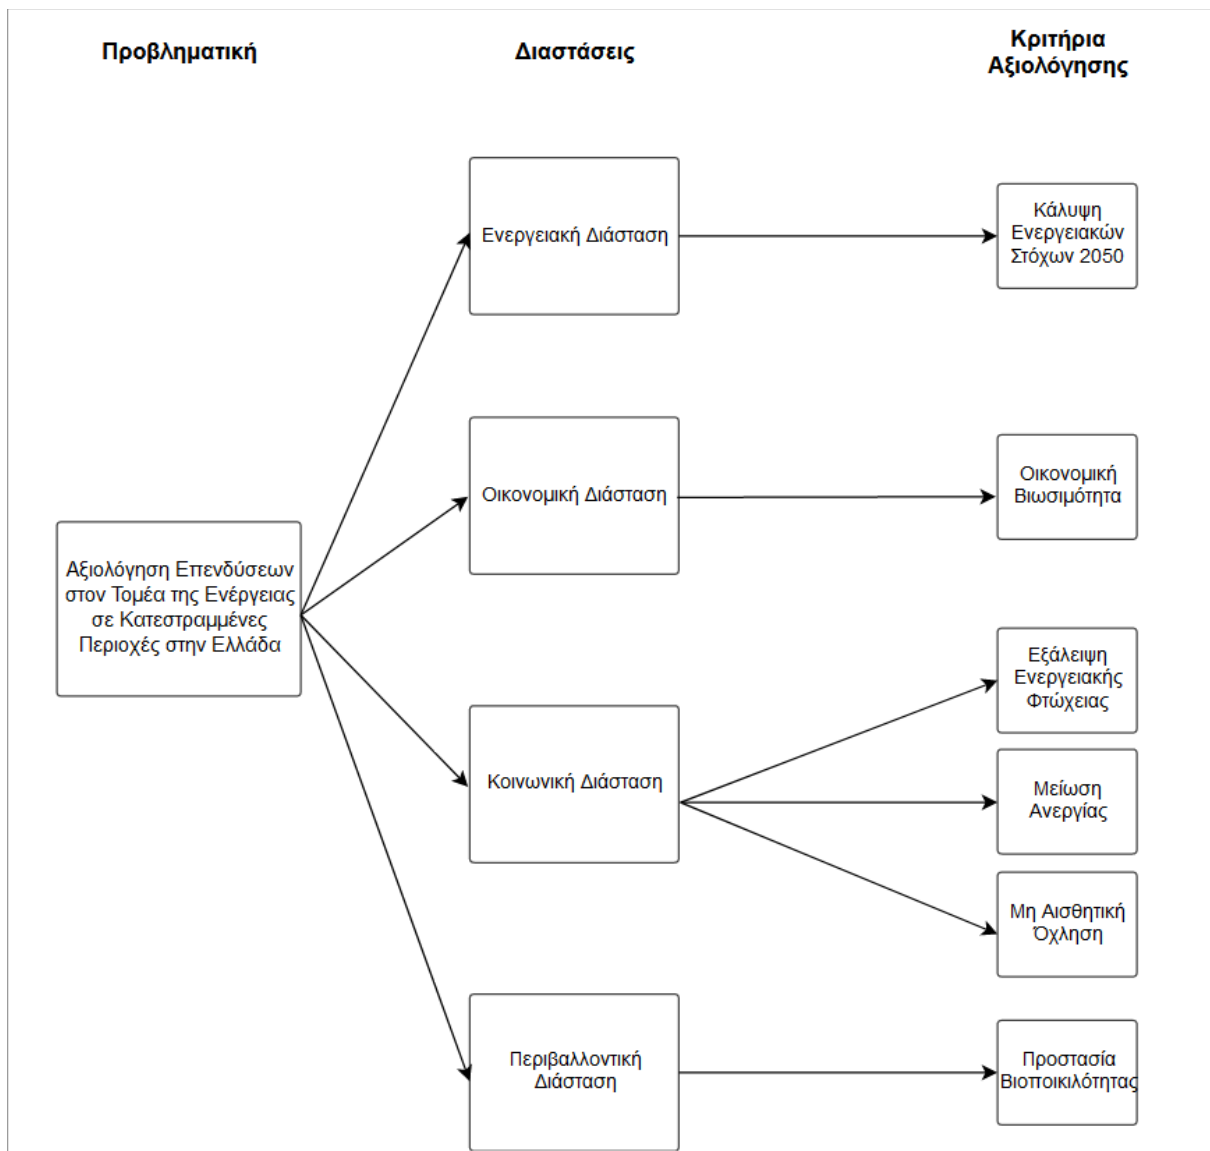 Προβληματική
Διαστάσεις
Κριτήρια
Αξιολόγησης
Αξιολόγηση Επενδύσεων
στον Τομέα της Ενέργειας
σε Κατεστραμμένες
Περιοχές στην Ελλάδα
Ενεργειακή Διάσταση
Κάλυψη
Ενεργειακών
Στόχων 2050
Οικονομική Διάσταση
Οικονομική
Βιωσιμότητα
Κοινωνική Διάσταση
Εξάλειψη
Ενεργειακής
Φτώχειας
Μείωση
Ανεργίας
Μη Αισθητική
Όχληση
Περιβαλλοντική
Διάσταση
Προστασία
Βιοποικιλότητας